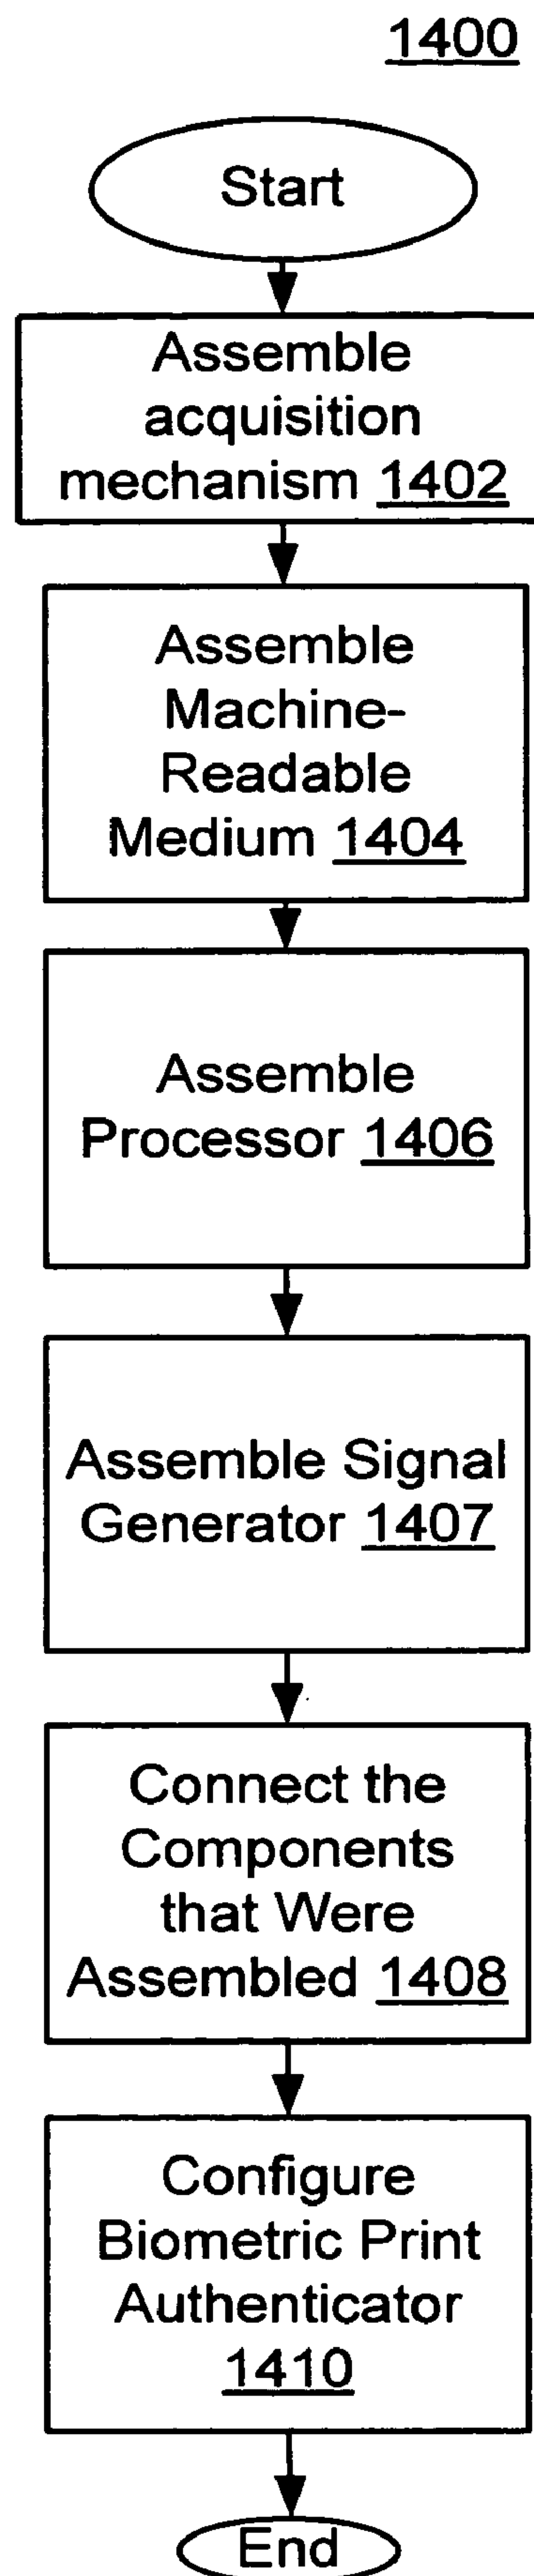 1400
Start
Assemble
acquisition
mechanism 1402
Assemble
Machine-
Readable
Medium 1404
Assemble
Processor 1406
Assemble Signal
Generator 1407
Connect the
Components
that Were
Assembled 1408
Configure
Biometric Print
Authenticator
1410
End